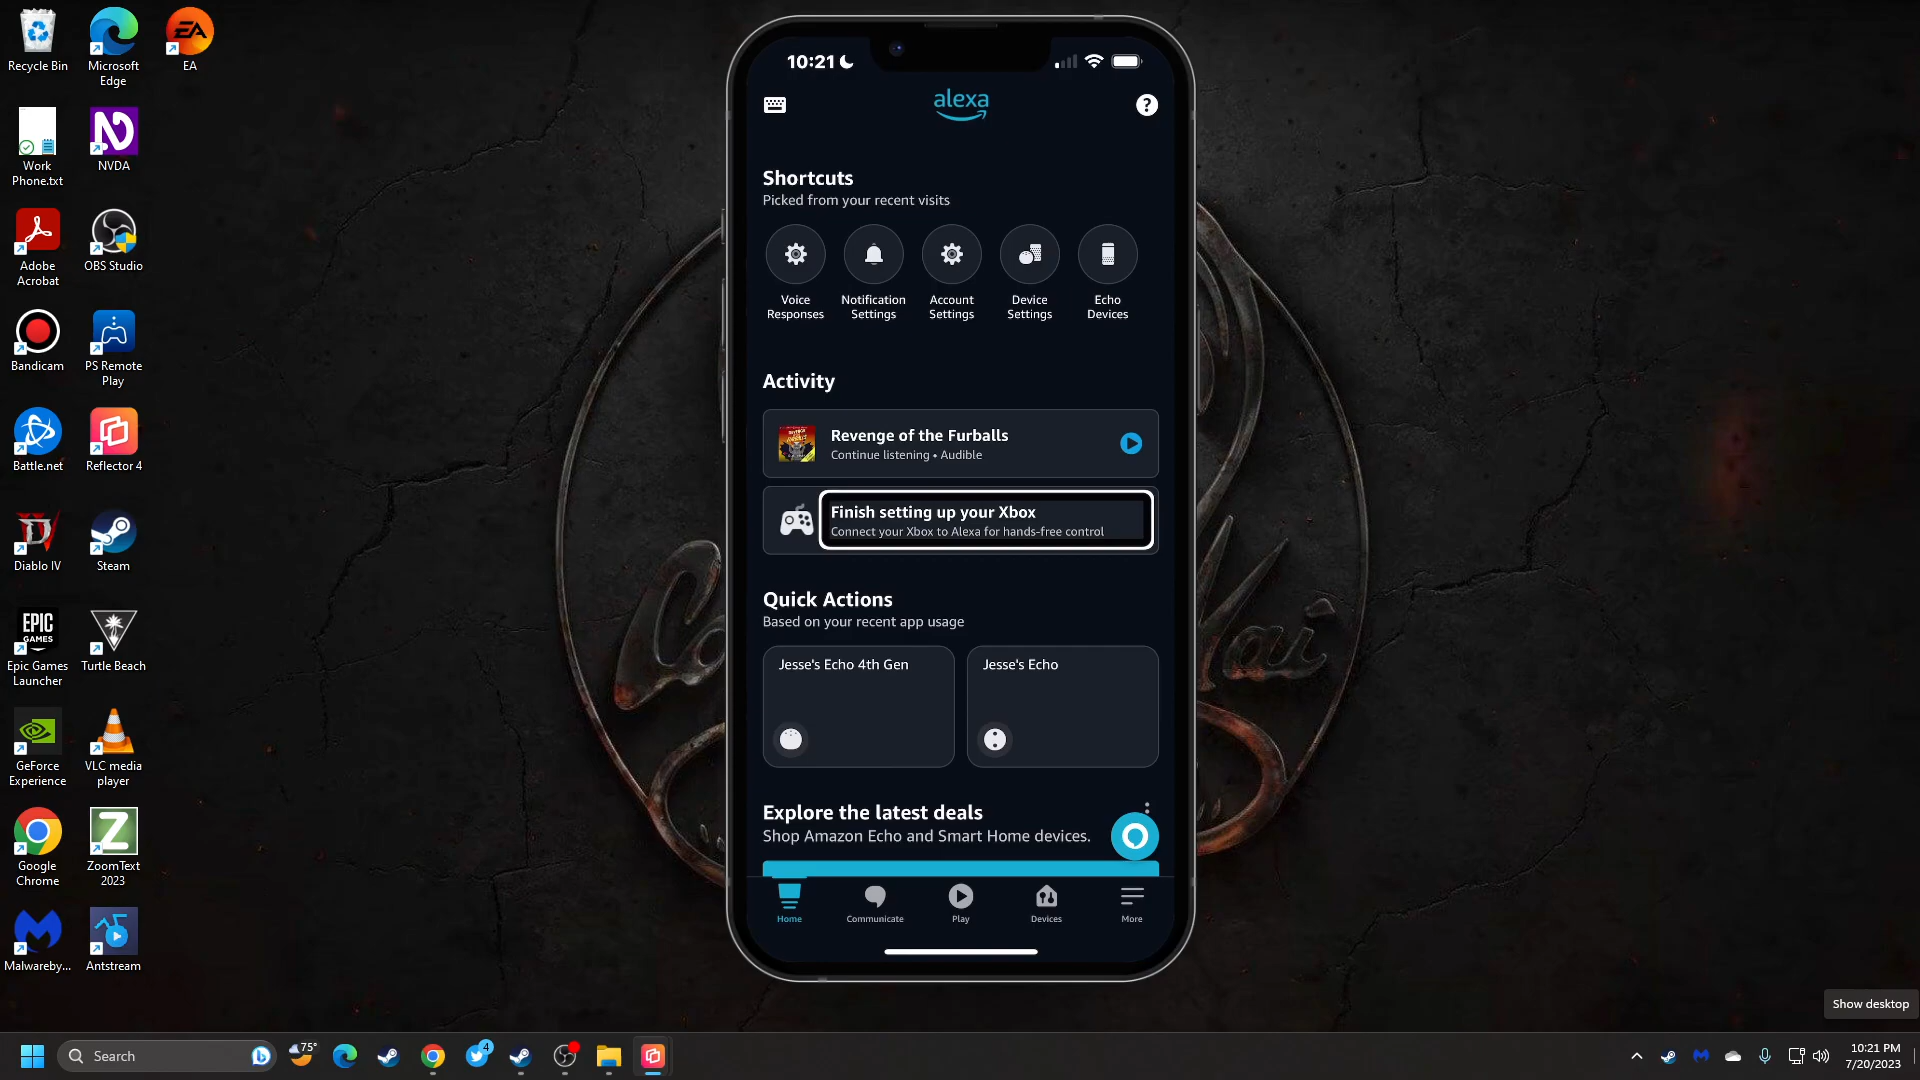 Recycle Bin
Microsoft
Edge
EA
Work
Phone.txt
NVDA
Adobe
Acrobat
OBS Studio
Bandicam
PS Remote
Play
Battle.net
Reflector 4
Diablo IV
Steam
EPIC
GAMES
Epic Games
Launcher
Turtle Beach
GeForce
Experience
VLC media
player
Google
Chrome
ZoomText
2023
Malwareby...
Antstream
10:21
alexa
?
Shortcuts
Picked from your recent visits
Voice
Responses
Notification
Settings
Account
Settings
Device
Settings
Echo
Devices
Activity
Revenge of the Furballs
Continue listening • Audible
Finish setting up your Xbox
Connect your Xbox to Alexa for hands-free control
Quick Actions
Based on your recent app usage
Jesse's Echo 4th Gen
Jesse's Echo
Explore the latest deals
Shop Amazon Echo and Smart Home devices.
Home
Communicate
Play
Devices
More
Show desktop
Search
75°
4
10:21 PM
7/20/2023